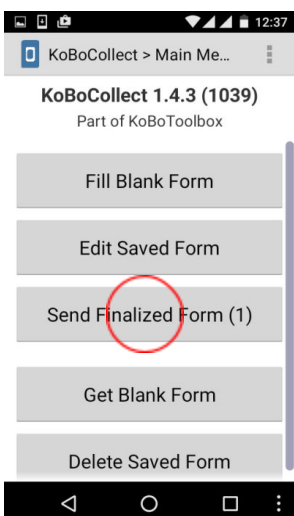 12:37
KoBoCollect > Main Me...
KoBoCollect 1.4.3 (1039)
Part of KoBoToolbox
Fill Blank Form
Edit Saved Form
Send Finalized Form (1)
Get Blank Form
Delete Saved Form